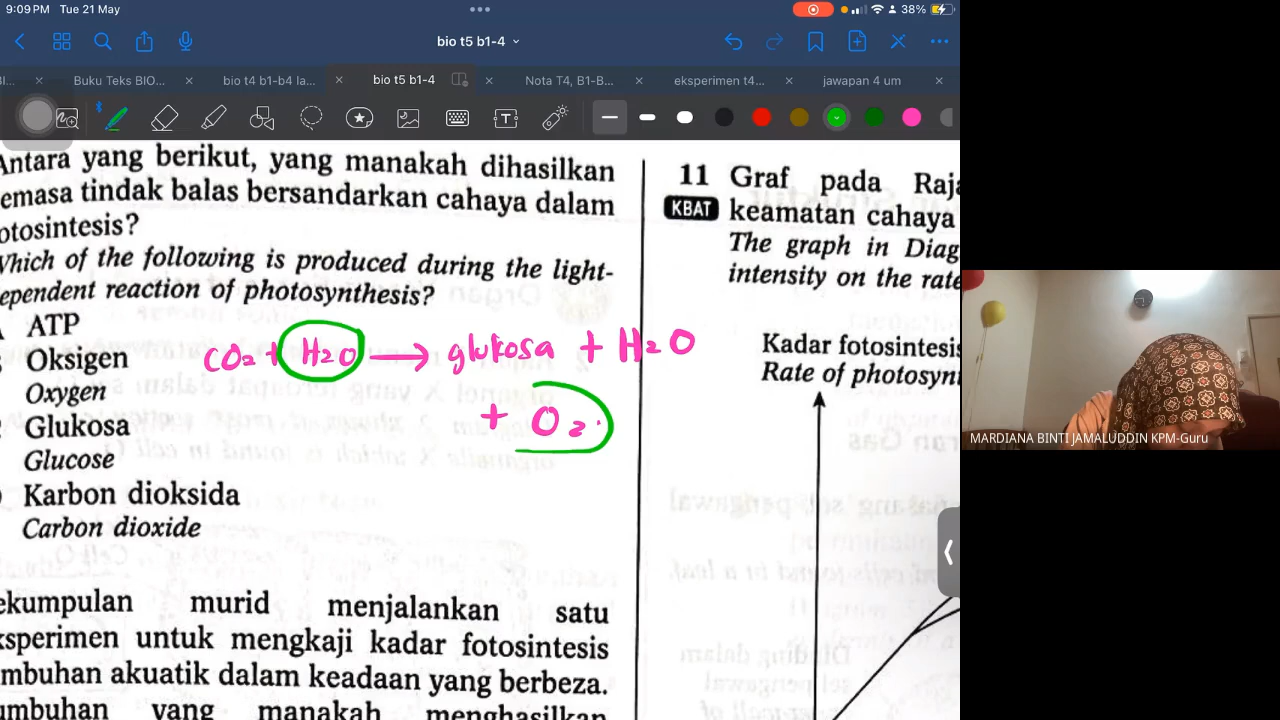 9:09 PM Tue 21 May
38%
bio t5 b1-4
Buku Teks BIO...
bio t4 b1-b4 la...
bio t5 b1-4
Nota T4, B1-B...
eksperimen t4...
jawapan 4 um
Antara yang berikut, yang manakah dihasilkan
emasa tindak balas bersandarkan cahaya dalam
otosintesis?
Which of the following is produced during the light-
ependent reaction of photosynthesis?
ATP
Oksigen
Oxygen
Glukosa
Glucose
Karbon dioksida
Carbon dioxide
CO₂ + H₂O → glukosa + H₂O
+ O₂.
ekumpulan murid menjalankan satu
ksperimen untuk mengkaji kadar fotosintesis
mbuhan akuatik dalam keadaan yang berbeza.
umbuhan yang manakah menghasilkan
11 Graf pada Raja
KBAT keamatan cahaya
The graph in Diag
intensity on the rate
Kadar fotosintesis
Rate of photosyn
MARDIANA BINTI JAMALUDDIN KPM-Guru